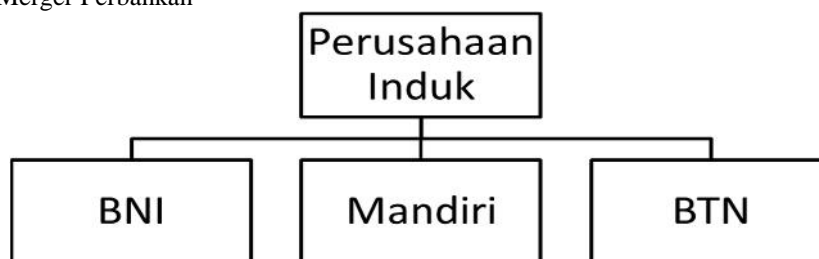 Merger Perbankan
Perusahaan
Induk
BNI
Mandiri
BTN